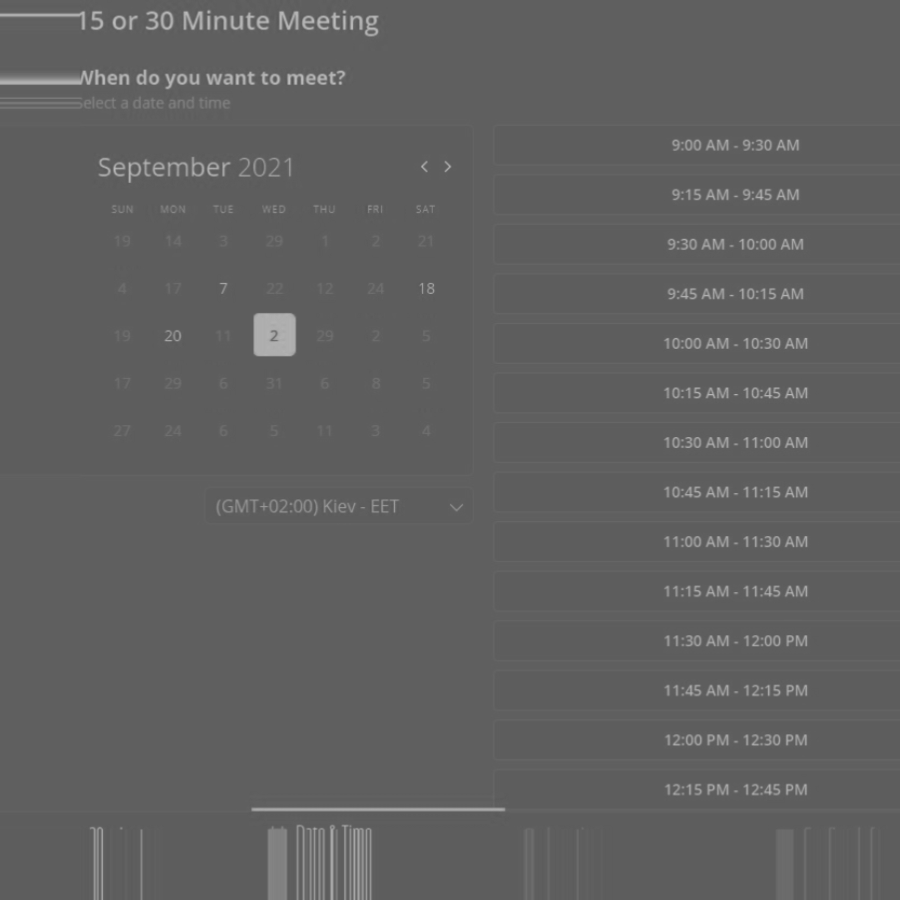 15 or 30 Minute Meeting
When do you want to meet?
Select a date and time
September 2021
SUN MON TUE WED THU FRI SAT
19 14 3 29 1 2 21
4 17 7 22 12 24 18
19 20 11 2 29 2 5
17 29 6 31 6 8 5
27 24 6 5 11 3 4
(GMT+02:00) Kiev - EET
9:00 AM - 9:30 AM
9:15 AM - 9:45 AM
9:30 AM - 10:00 AM
9:45 AM - 10:15 AM
10:00 AM - 10:30 AM
10:15 AM - 10:45 AM
10:30 AM - 11:00 AM
10:45 AM - 11:15 AM
11:00 AM - 11:30 AM
11:15 AM - 11:45 AM
11:30 AM - 12:00 PM
11:45 AM - 12:15 PM
12:00 PM - 12:30 PM
12:15 PM - 12:45 PM
Date & Time